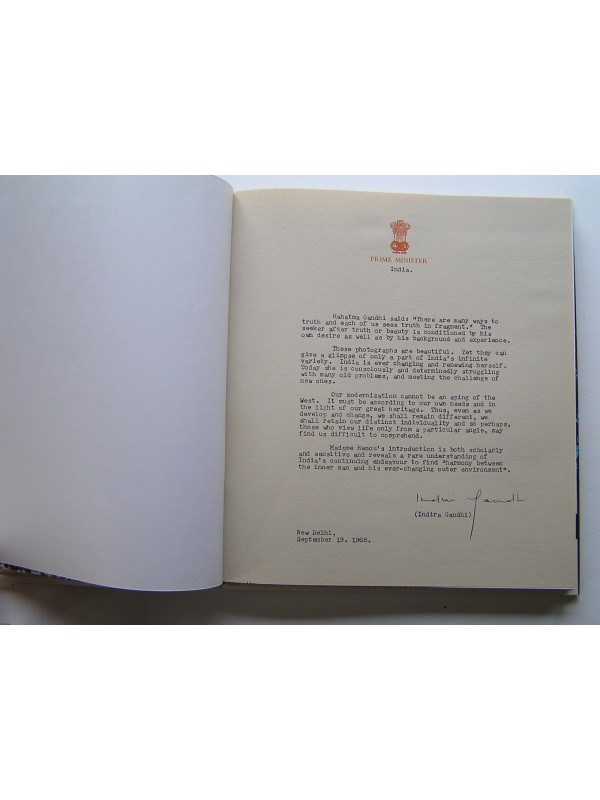 PRIME MINISTER
India.
Mahatma Gandhi said: "There are many ways to
truth and each of us sees truth in fragment." The
seeker after truth or beauty is conditioned by his
own desire as well as by his background and experience.
These photographs are beautiful. Yet they can
give a glimpse of only a part of India's infinite
variety. India is ever changing and renewing herself.
Today she is consciously and determinedly struggling
with many old problems, and meeting the challenge of
new ones.
Our modernization cannot be an aping of the
West. It must be according to our own needs and in
the light of our great heritage. Thus, even as we
develop and change, we shall remain different, we
shall retain our distinct individuality and so perhaps,
those who view life only from a particular angle, may
find us difficult to comprehend.
Madame Hamou's introduction is both scholarly
and sensitive and reveals a rare understanding of
India's continuing endeavour to find "harmony between
the inner man and his ever-changing outer environment".
Indira Gandhi
(Indira Gandhi)
New Delhi,
September 19, 1968.